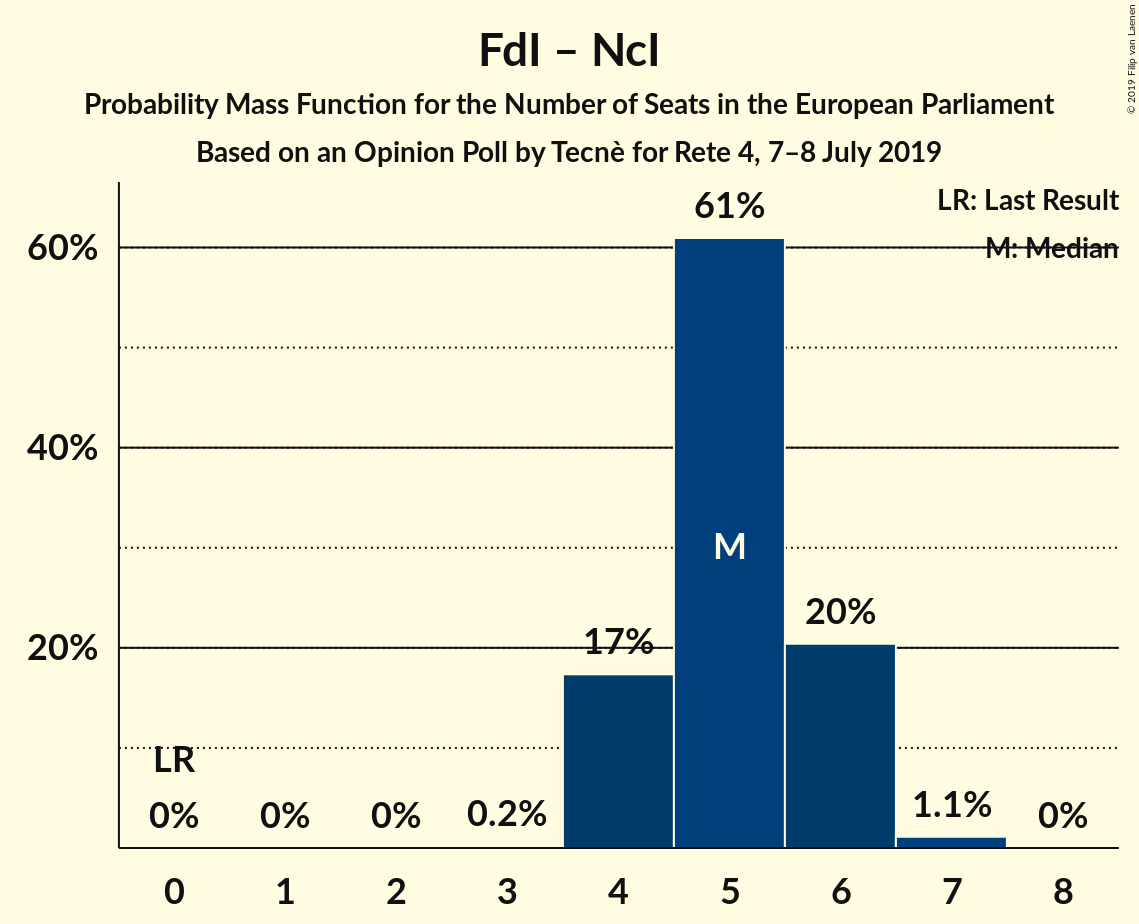 FdI – NcI
Probability Mass Function for the Number of Seats in the European Parliament
Based on an Opinion Poll by Tecnè for Rete 4, 7–8 July 2019
© 2019 Filip van Laenen
LR: Last Result
M: Median
60%
40%
20%
61%
M
20%
17%
LR
0%
0%
0%
0.2%
1.1%
0%
0 1 2 3 4 5 6 7 8